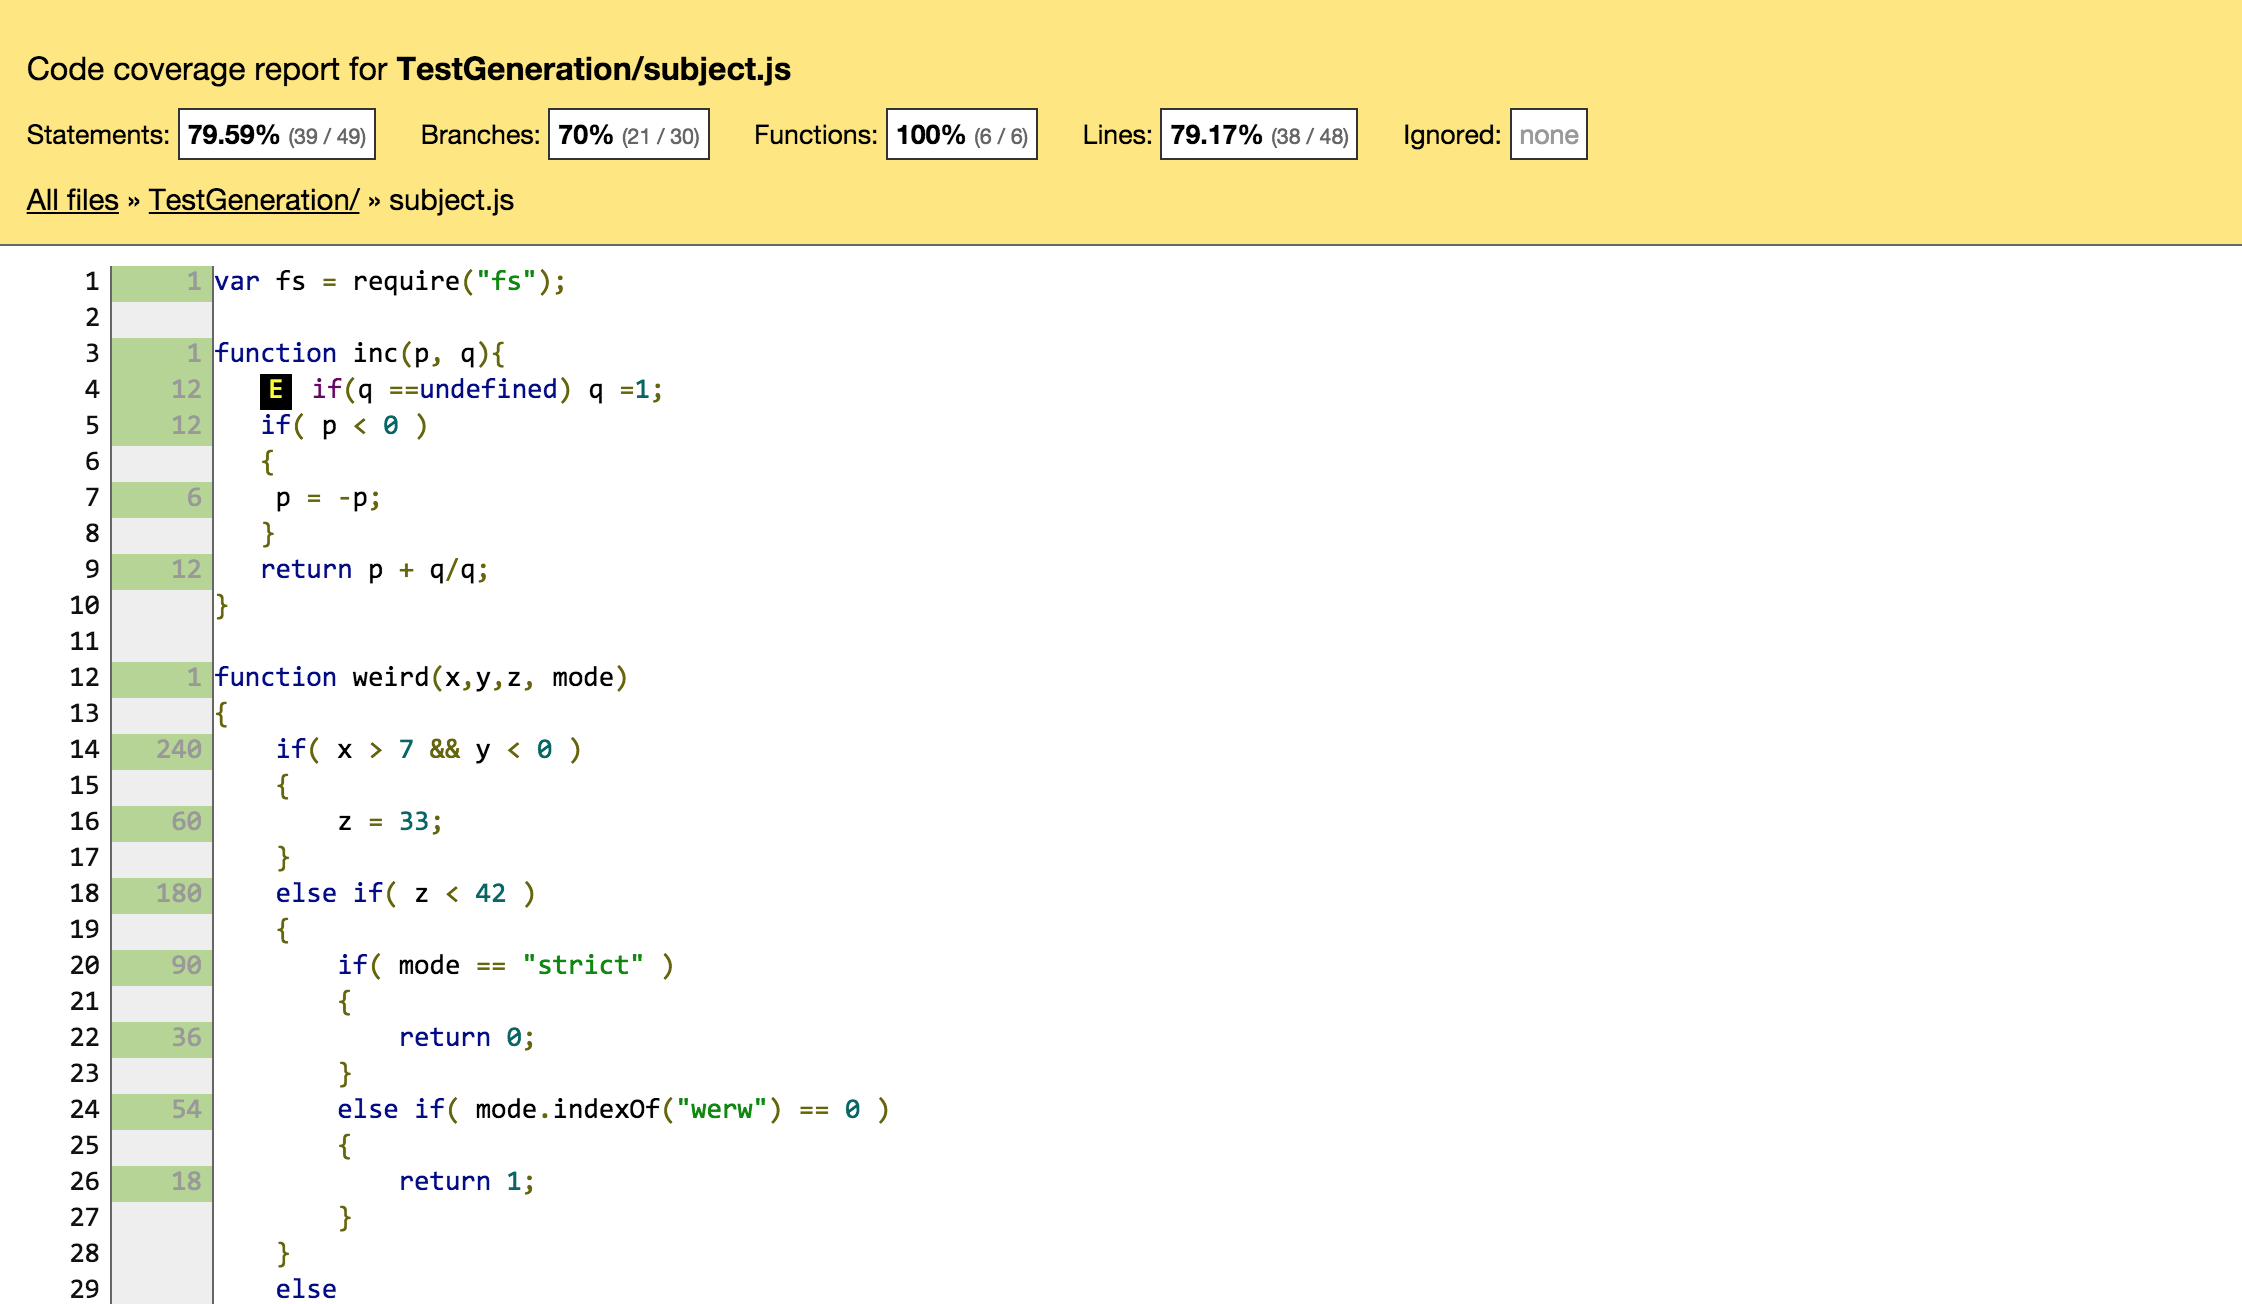 Code coverage report for TestGeneration/subject.js
Statements: 79.59% (39 / 49) Branches: 70% (21 / 30) Functions: 100% (6 / 6) Lines: 79.17% (38 / 48) Ignored: none
All files » TestGeneration/ » subject.js
1 1 var fs = require("fs");
2
3 1 function inc(p, q){
4 12 E if(q ==undefined) q =1;
5 12 if( p < 0 )
6 {
7 6 p = -p;
8 }
9 12 return p + q/q;
10 }
11
12 1 function weird(x,y,z, mode)
13 {
14 240 if( x > 7 && y < 0 )
15 {
16 60 z = 33;
17 }
18 180 else if( z < 42 )
19 {
20 90 if( mode == "strict" )
21 {
22 36 return 0;
23 }
24 54 else if( mode.indexOf("werw") == 0 )
25 {
26 18 return 1;
27 }
28 }
29 else